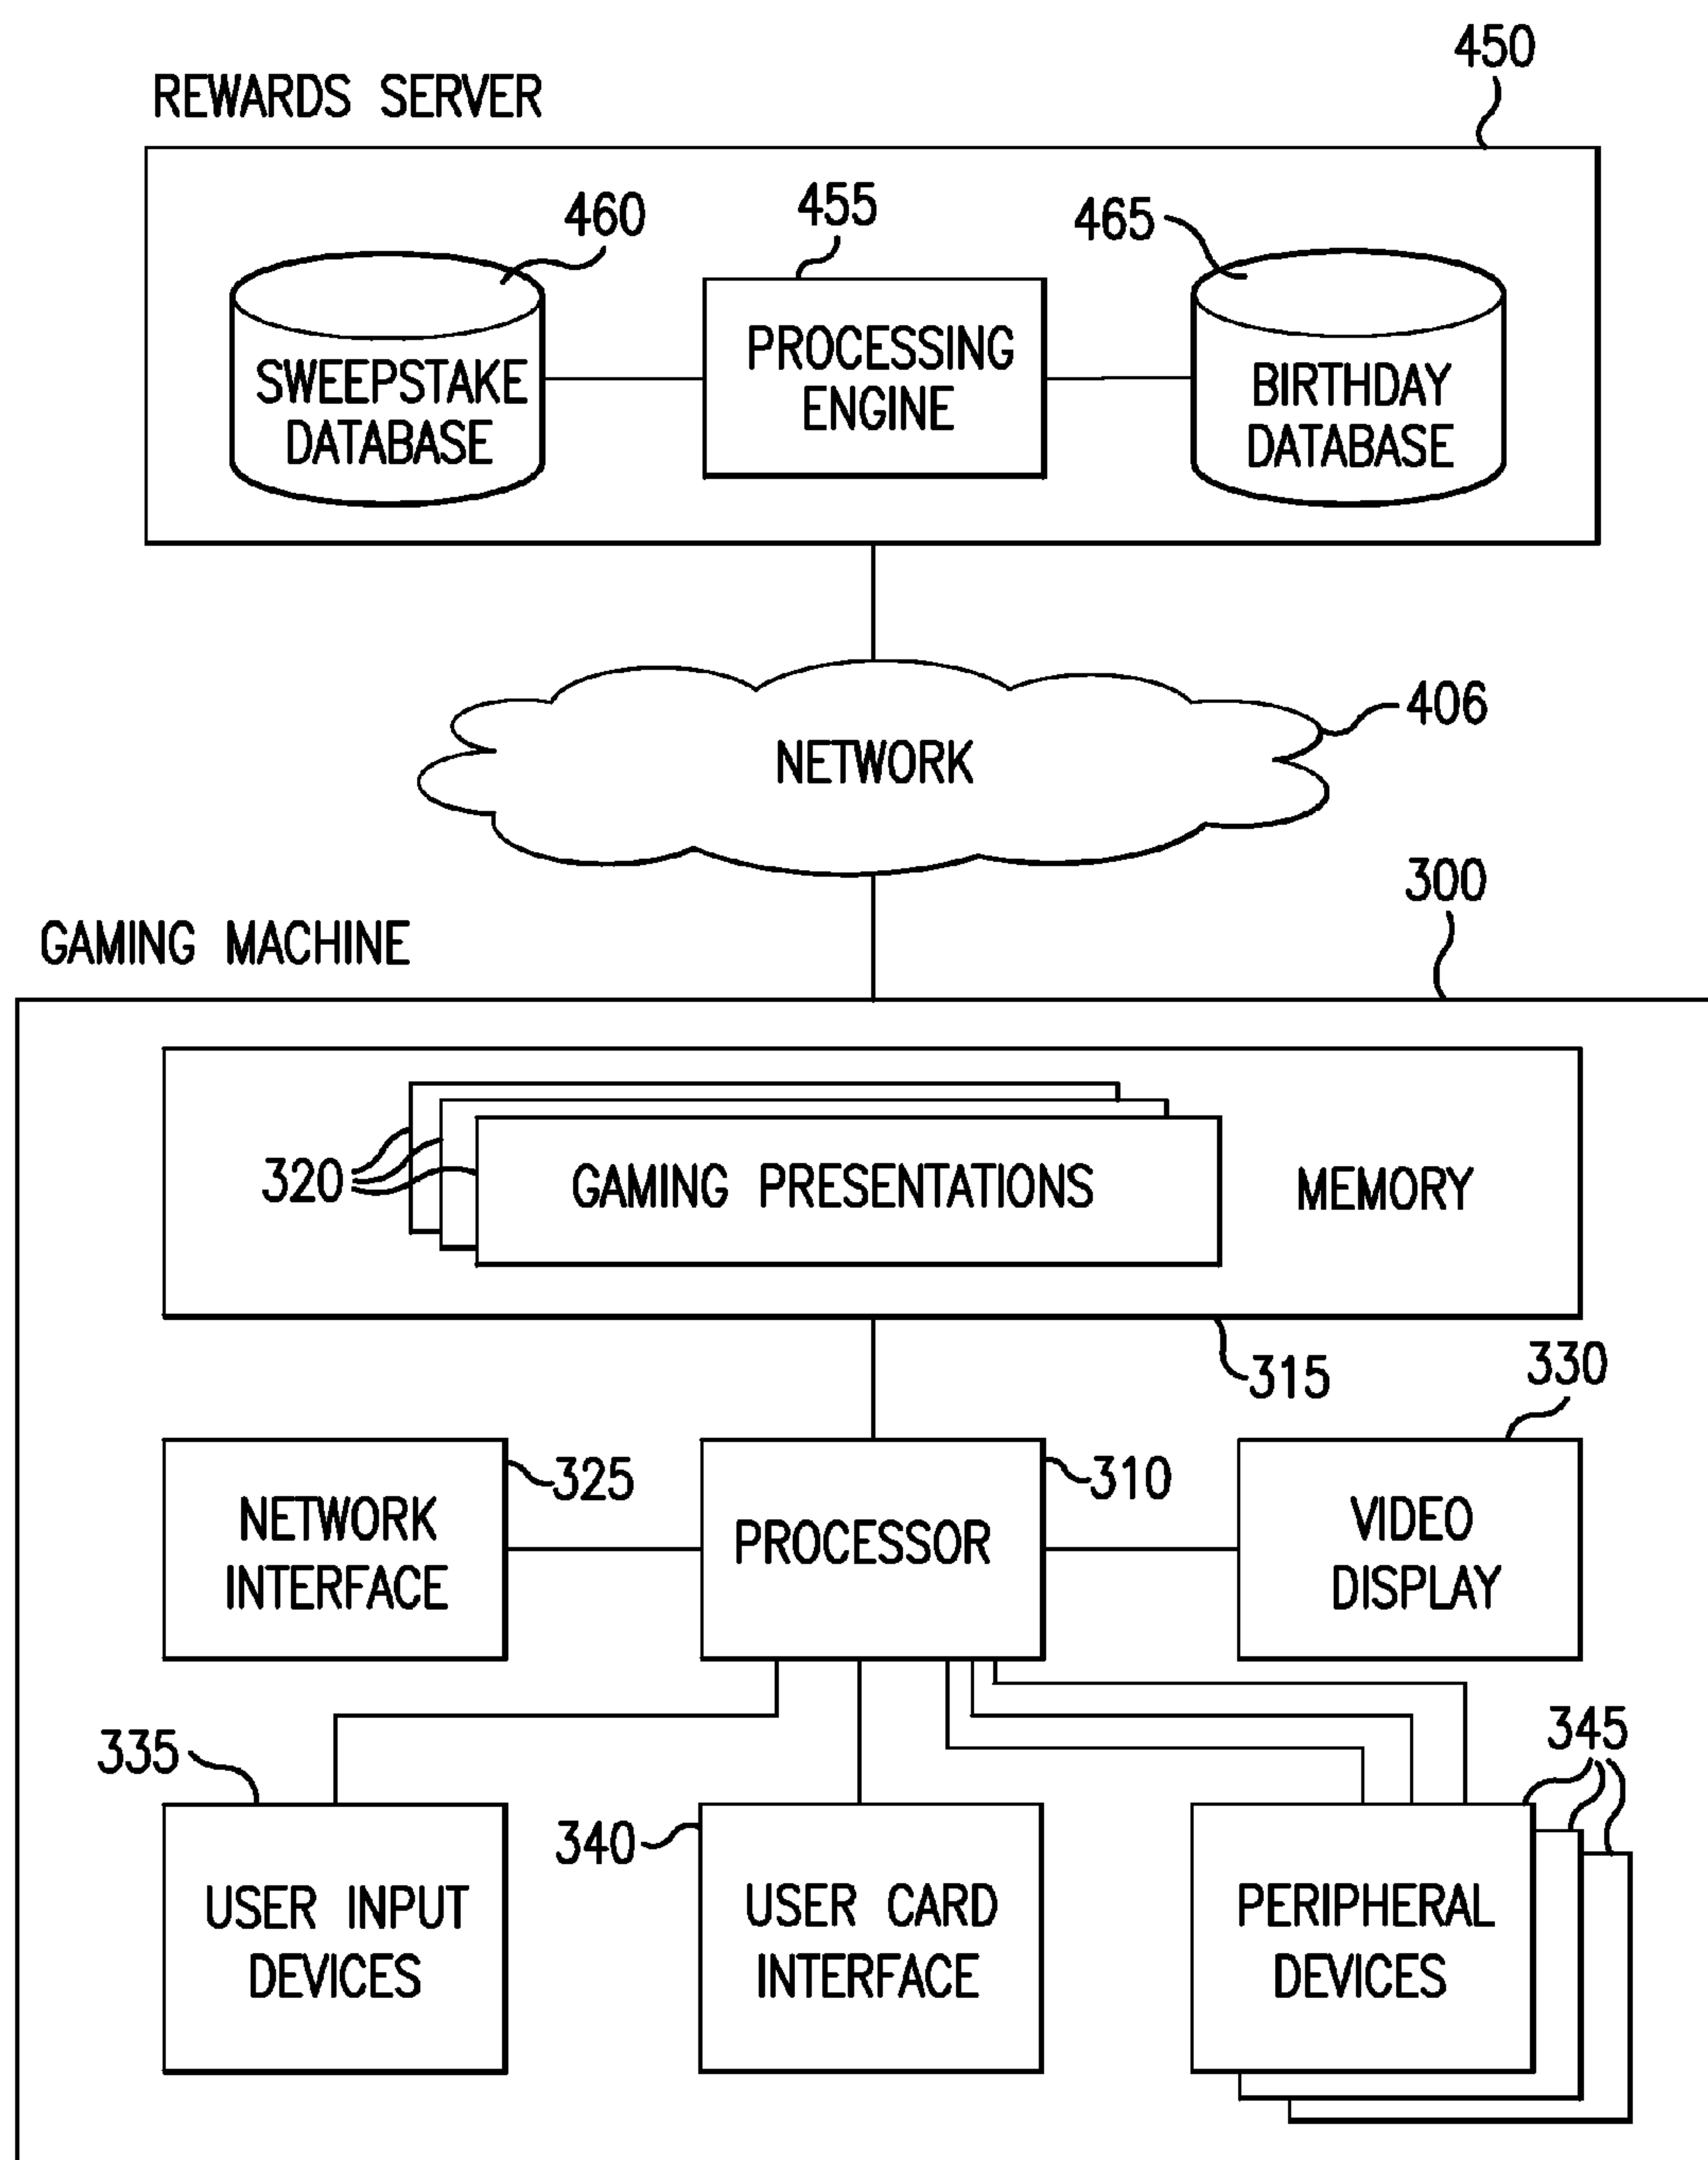 450
REWARDS SERVER
460
455
465
SWEEPSTAKE
DATABASE
PROCESSING
ENGINE
BIRTHDAY
DATABASE
406
NETWORK
300
GAMING MACHINE
320
GAMING PRESENTATIONS
MEMORY
315
330
325
310
NETWORK
INTERFACE
PROCESSOR
VIDEO
DISPLAY
335
345
340
USER INPUT
DEVICES
USER CARD
INTERFACE
PERIPHERAL
DEVICES